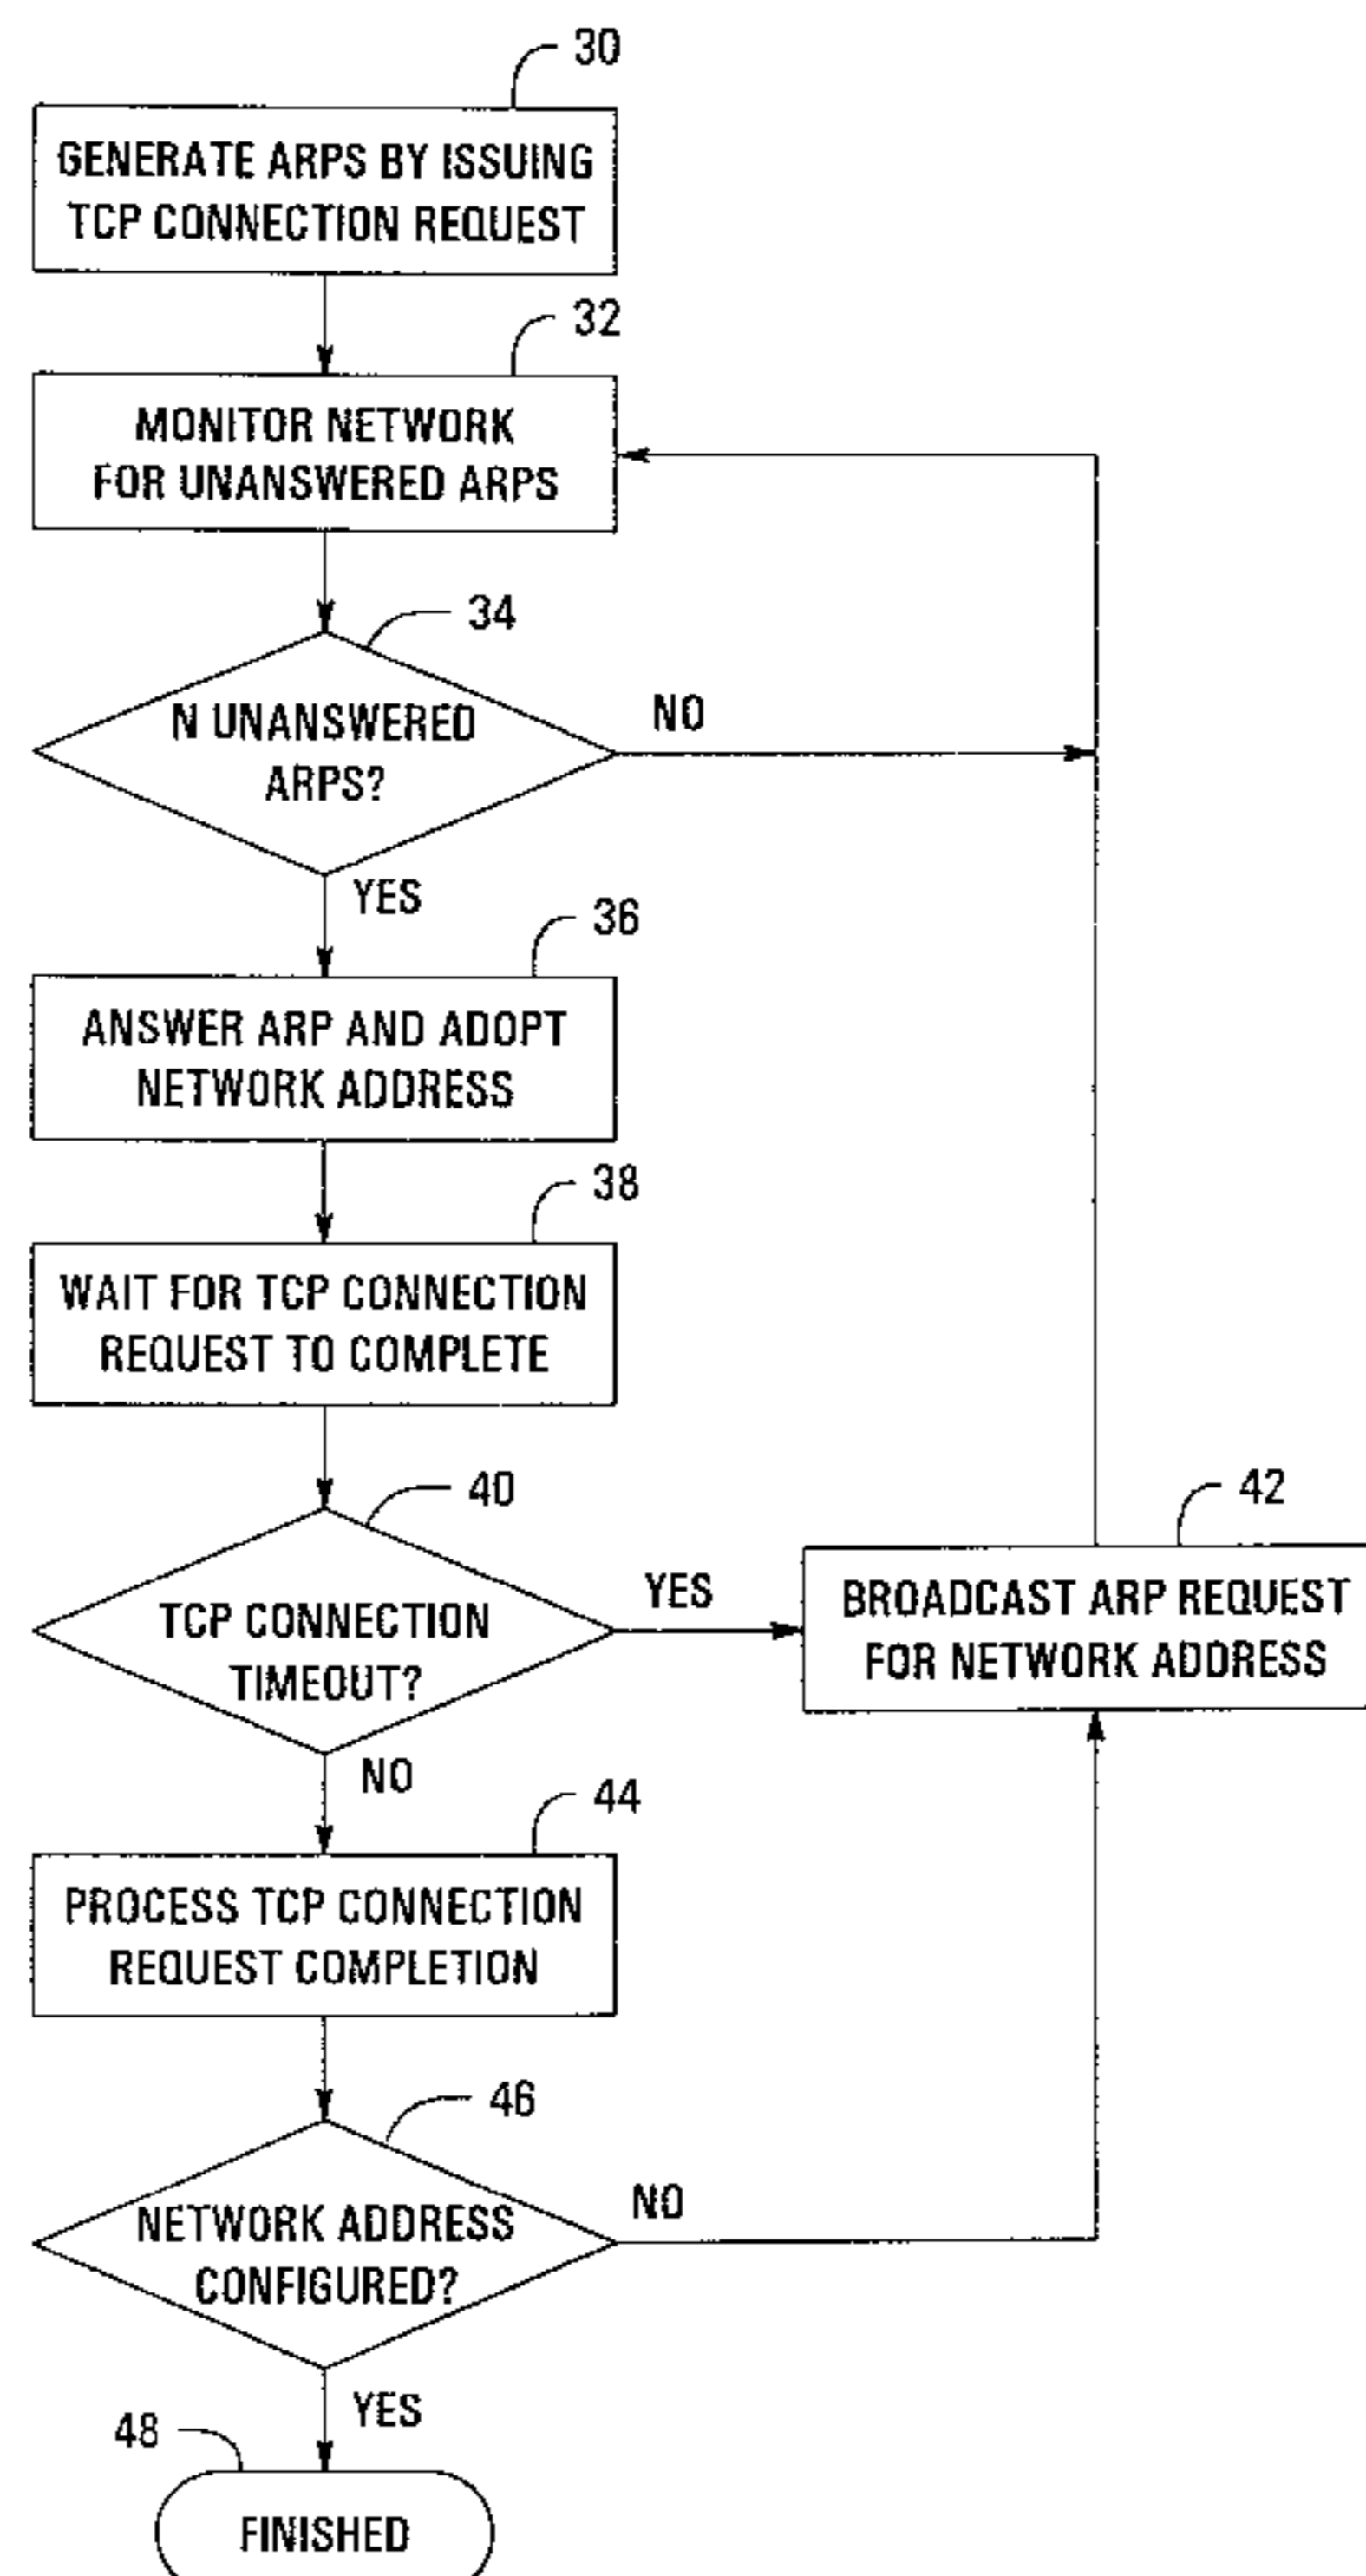 30
GENERATE ARPS BY ISSUING
TCP CONNECTION REQUEST
32
MONITOR NETWORK
FOR UNANSWERED ARPS
34
N UNANSWERED
ARPS?
NO
YES
36
ANSWER ARP AND ADOPT
NETWORK ADDRESS
38
WAIT FOR TCP CONNECTION
REQUEST TO COMPLETE
40
TCP CONNECTION
TIMEOUT?
YES
42
BROADCAST ARP REQUEST
FOR NETWORK ADDRESS
NO
44
PROCESS TCP CONNECTION
REQUEST COMPLETION
46
NETWORK ADDRESS
CONFIGURED?
NO
YES
48
FINISHED